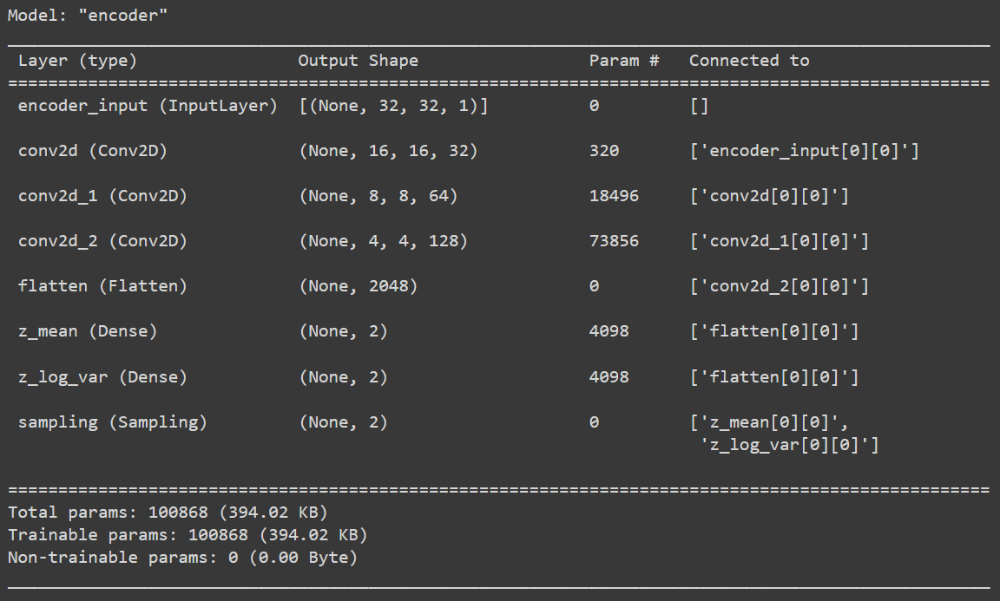 Model: "encoder"
Layer (type) Output Shape Param # Connected to
==================================================================================================
encoder_input (InputLayer) [(None, 32, 32, 1)] 0 []
conv2d (Conv2D) (None, 16, 16, 32) 320 ['encoder_input[0][0]']
conv2d_1 (Conv2D) (None, 8, 8, 64) 18496 ['conv2d[0][0]']
conv2d_2 (Conv2D) (None, 4, 4, 128) 73856 ['conv2d_1[0][0]']
flatten (Flatten) (None, 2048) 0 ['conv2d_2[0][0]']
z_mean (Dense) (None, 2) 4098 ['flatten[0][0]']
z_log_var (Dense) (None, 2) 4098 ['flatten[0][0]']
sampling (Sampling) (None, 2) 0 ['z_mean[0][0]',
'z_log_var[0][0]']
==================================================================================================
Total params: 100868 (394.02 KB)
Trainable params: 100868 (394.02 KB)
Non-trainable params: 0 (0.00 Byte)